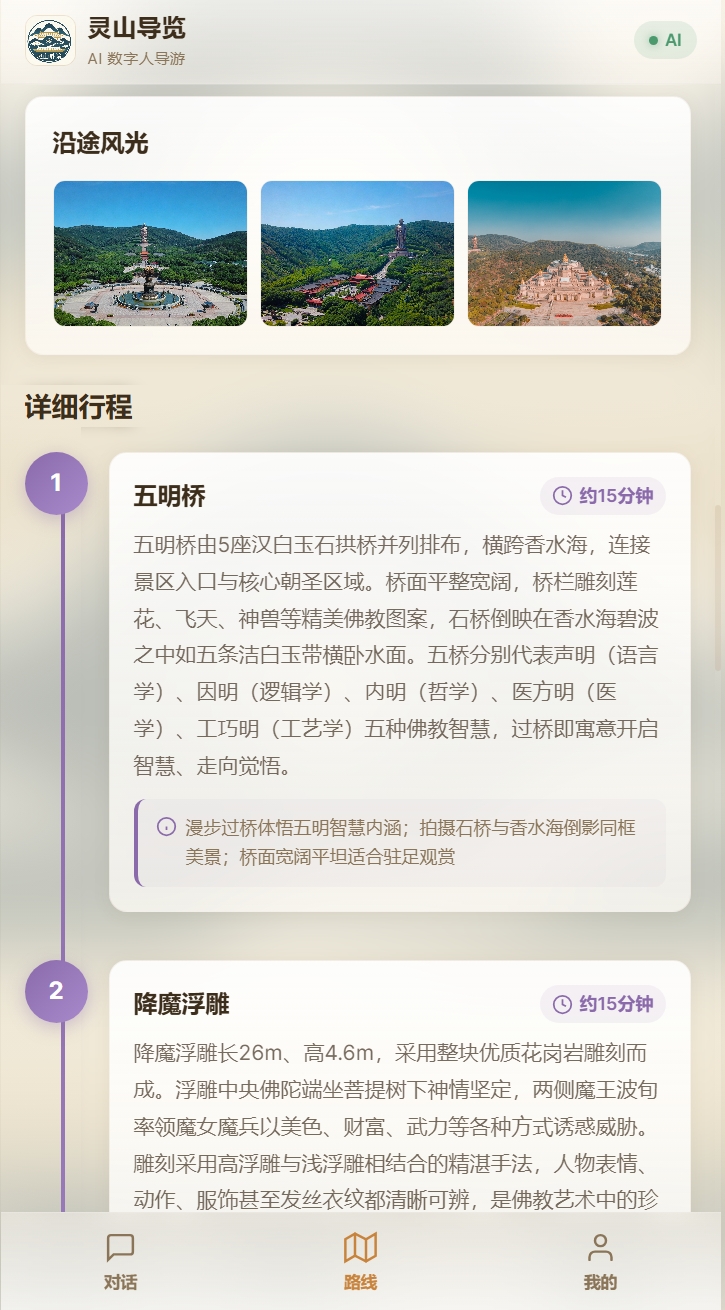 灵山导览
AI 数字人导游
AI
沿途风光
详细行程
1
五明桥
约15分钟
五明桥由5座汉白玉石拱桥并列排布，横跨香水海，连接
景区入口与核心朝圣区域。桥面平整宽阔，桥栏雕刻莲
花、飞天、神兽等精美佛教图案，石桥倒映在香水海碧波
之中如五条洁白玉带横卧水面。五桥分别代表声明（语言
学）、因明（逻辑学）、内明（哲学）、医方明（医
学）、工巧明（工艺学）五种佛教智慧，过桥即寓意开启
智慧、走向觉悟。
漫步过桥体悟五明智慧内涵；拍摄石桥与香水海倒影同框
美景；桥面宽阔平坦适合驻足观赏
2
降魔浮雕
约15分钟
降魔浮雕长26m、高4.6m，采用整块优质花岗岩雕刻而
成。浮雕中央佛陀端坐菩提树下神情坚定，两侧魔王波旬
率领魔女魔兵以美色、财富、武力等各种方式诱惑威胁。
雕刻采用高浮雕与浅浮雕相结合的精湛手法，人物表情、
动作、服饰甚至发丝衣纹都清晰可辨，是佛教艺术中的珍
对话
路线
我的